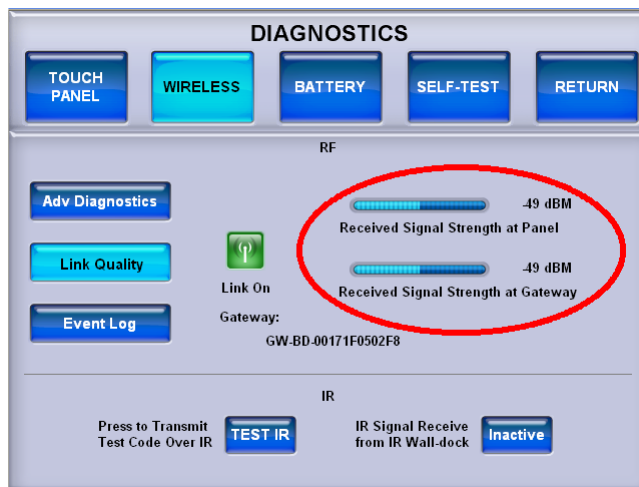 DIAGNOSTICS
TOUCH
PANEL
WIRELESS
BATTERY
SELF-TEST
RETURN
RF
Adv Diagnostics
-49 dBM
Received Signal Strength at Panel
Link Quality
-49 dBM
Link On
Received Signal Strength at Gateway
Event Log
Gateway:
GW-BD-00171F0502F8
IR
Press to Transmit
Test Code Over IR
TEST IR
IR Signal Receive
from IR Wall-dock
Inactive